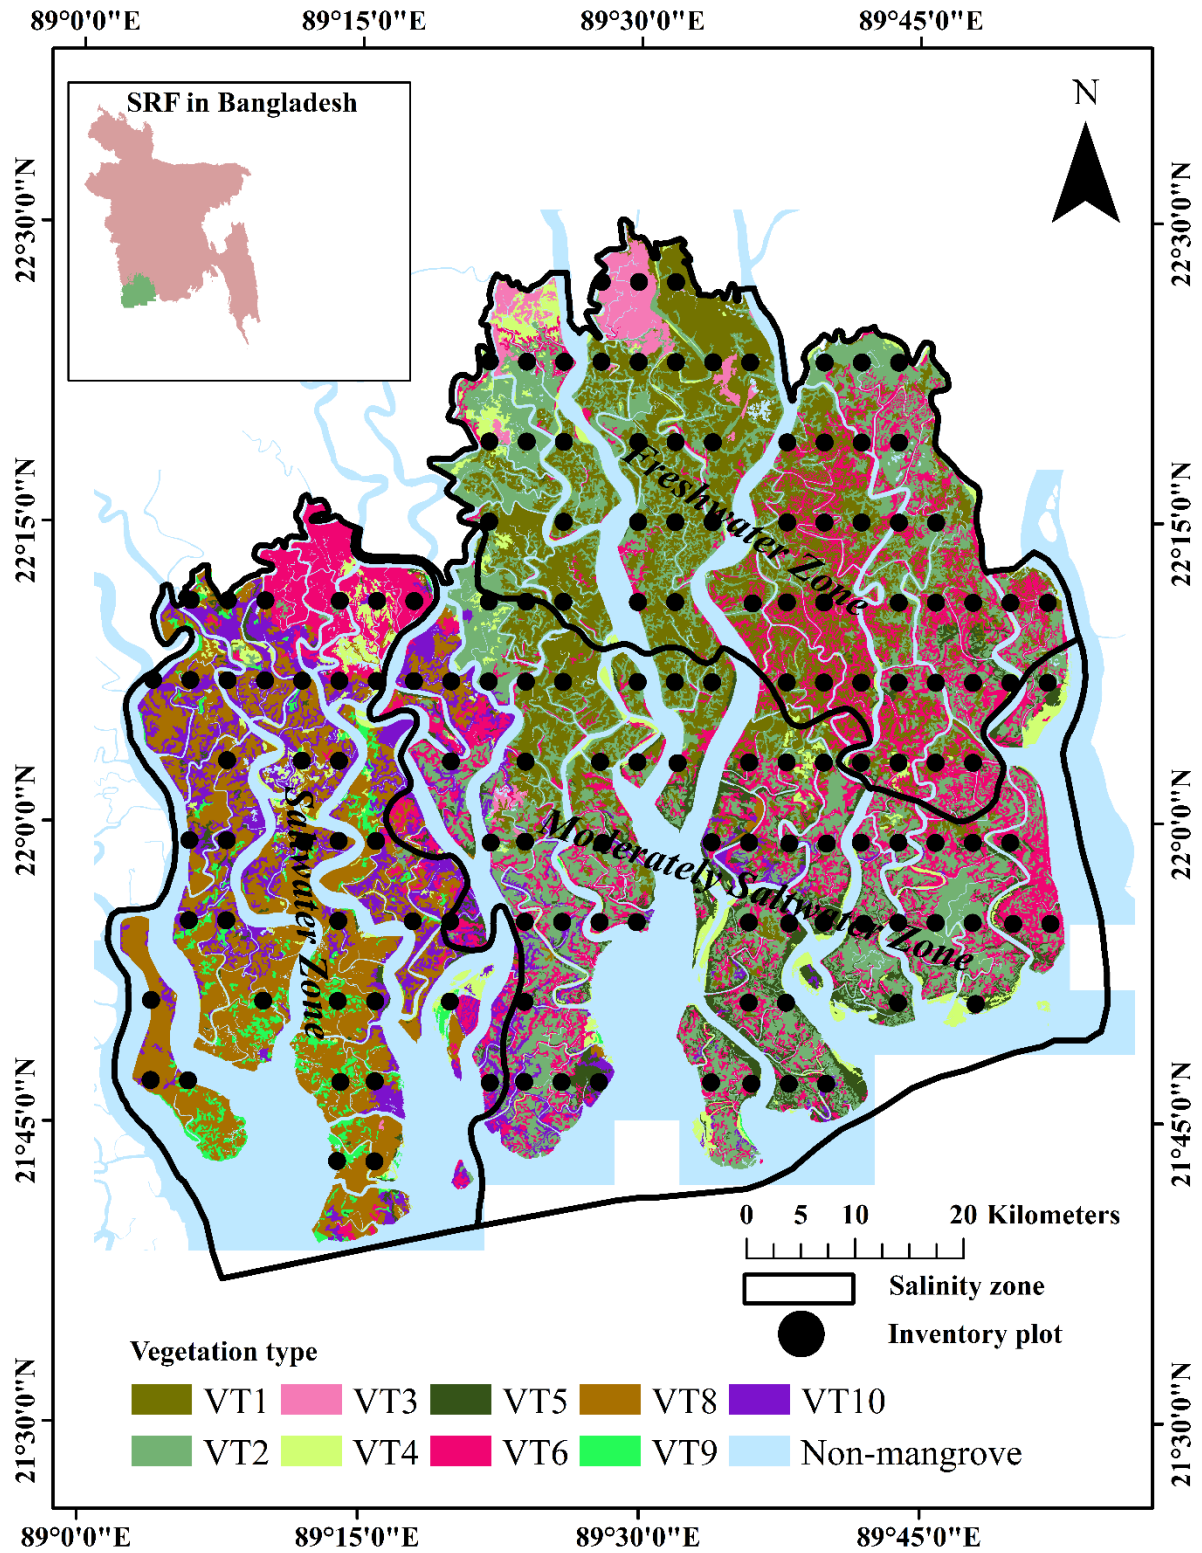 89°0'0"E 89°15'0"E 89°30'0"E 89°45'0"E
SRF in Bangladesh
N
22°30'0"N 22°30'0"N
22°15'0"N 22°15'0"N
22°0'0"N 22°0'0"N
21°45'0"N 21°45'0"N
21°30'0"N 21°30'0"N
Freshwater Zone
Saltwater Zone
Moderately Saltwater Zone
0 5 10 20 Kilometers
Salinity zone
Inventory plot
Vegetation type
VT1 VT3 VT5 VT8 VT10
VT2 VT4 VT6 VT9 Non-mangrove
89°0'0"E 89°15'0"E 89°30'0"E 89°45'0"E